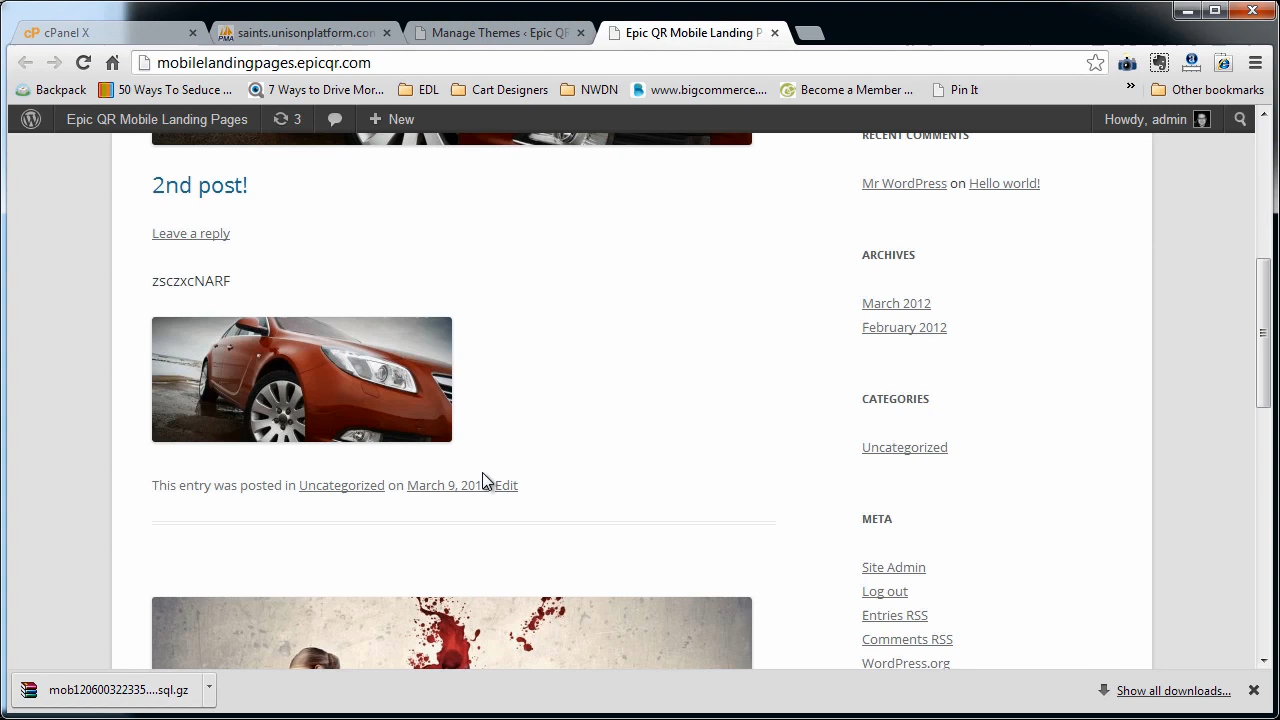 cPanel X
saints.unisonplatform.con
Manage Themes ‹ Epic QR
Epic QR Mobile Landing P
mobilelandingpages.epicqr.com
Backpack
50 Ways To Seduce ...
7 Ways to Drive Mor...
EDL
Cart Designers
NWDN
www.bigcommerce....
Become a Member ...
Pin It
»
Other bookmarks
Epic QR Mobile Landing Pages
3
New
Howdy, admin
RECENT COMMENTS
2nd post!
Mr WordPress on Hello world!
Leave a reply
ARCHIVES
zsczxcNARF
March 2012
February 2012
CATEGORIES
Uncategorized
This entry was posted in Uncategorized on March 9, Edit
META
Site Admin
Log out
Entries RSS
Comments RSS
WordPress.org
mob120600322335....sql.gz
Show all downloads...